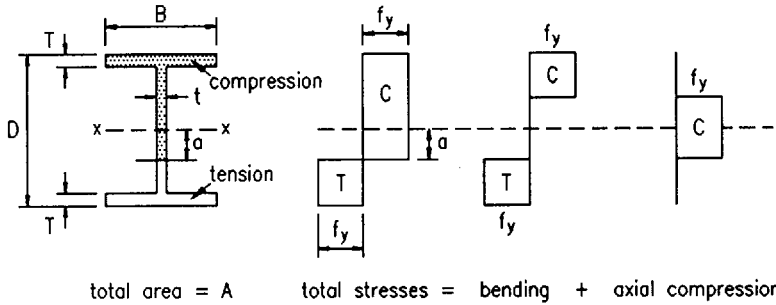 B
T
compression
t
D
x
x
a
tension
T
f_y
C
a
T
f_y
f_y
C
T
f_y
f_y
C
total area = A
total stresses = bending + axial compression